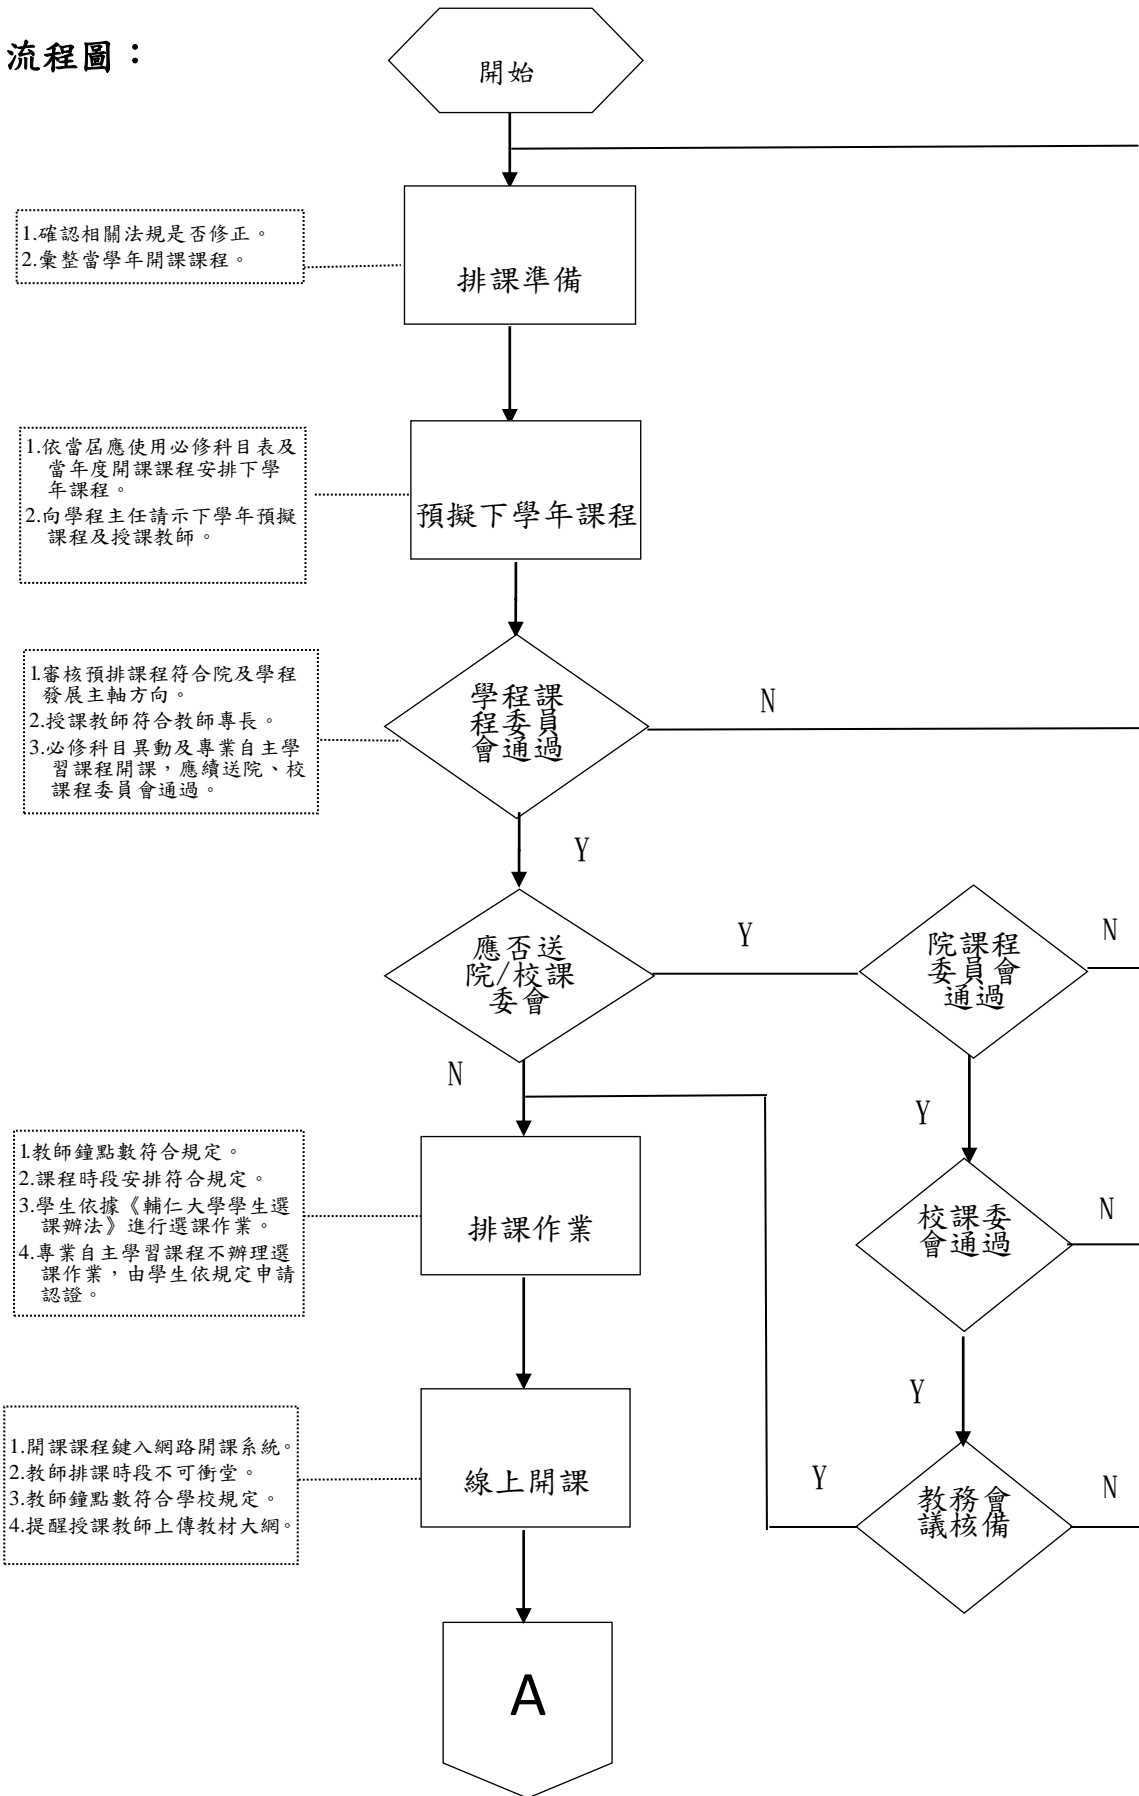 流程圖：
開始
1.確認相關法規是否修正。
2.彙整當學年開課課程。
排課準備
1.依當屆應使用必修科目表及
當年度開課課程安排下學
年課程。
2.向學程主任請示下學年預擬
課程及授課教師。
預擬下學年課程
1.審核預排課程符合院及學程
發展主軸方向。
2.授課教師符合教師專長。
3.必修科目異動及專業自主學
習課程開課，應續送院、校
課程委員會通過。
學程課
程委員
會通過
N
Y
應否送
院/校課
委會
Y
院課程
委員會
通過
N
N
Y
1.教師鐘點數符合規定。
2.課程時段安排符合規定。
3.學生依據《輔仁大學學生選
課辦法》進行選課作業。
4.專業自主學習課程不辦理選
課作業，由學生依規定申請
認證。
排課作業
校課委
會通過
N
Y
1.開課課程鍵入網路開課系統。
2.教師排課時段不可衝堂。
3.教師鐘點數符合學校規定。
4.提醒授課教師上傳教材大網。
線上開課
Y
教務會
議核備
N
A